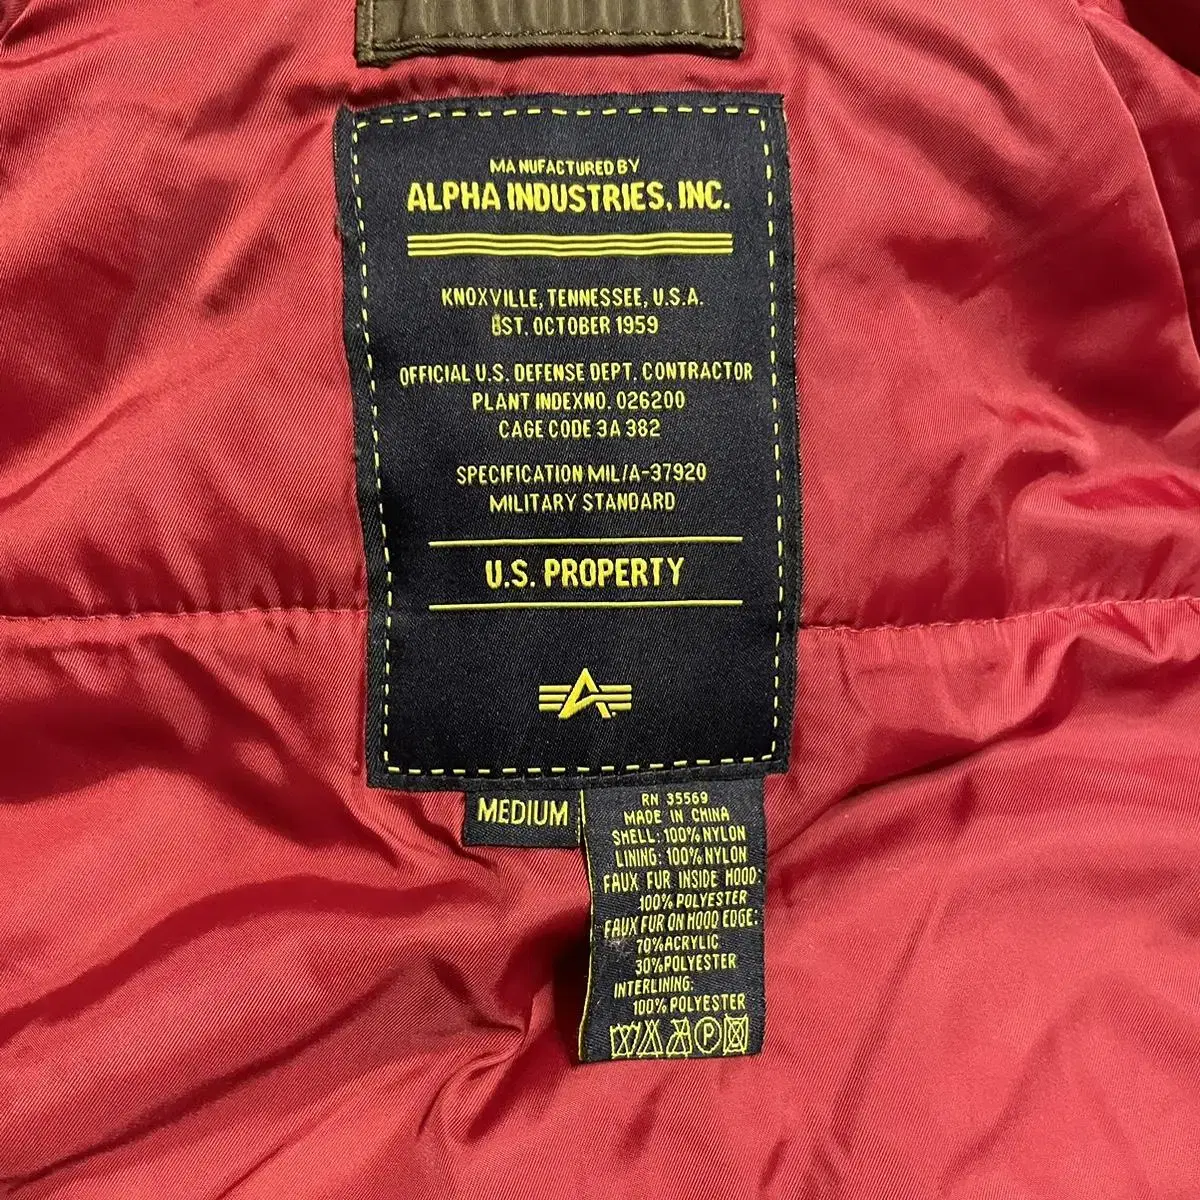 MANUFACTURED BY
ALPHA INDUSTRIES, INC.
KNOXVILLE, TENNESSEE, U.S.A.
EST. OCTOBER 1959
OFFICIAL U.S. DEFENSE DEPT. CONTRACTOR
PLANT INDEXNO. 026200
CAGE CODE 3A 382
SPECIFICATION MIL/A-37920
MILITARY STANDARD
U.S. PROPERTY
A
MEDIUM
RN 35569
MADE IN CHINA
SHELL: 100% NYLON
LINING: 100% NYLON
FAUX FUR INSIDE HOOD:
100% POLYESTER
FAUX FUR ON HOOD EDGE:
70% ACRYLIC
30% POLYESTER
INTERLINING:
100% POLYESTER
P